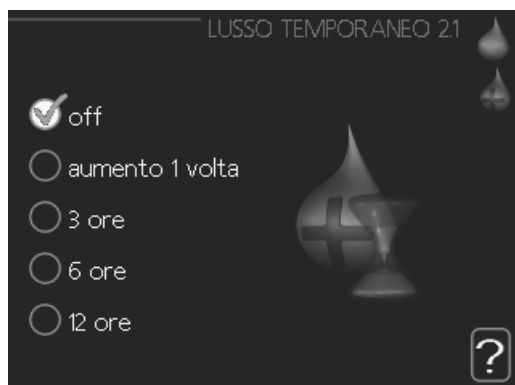 LUSSO TEMPORANEO 2.1
off
aumento 1 volta
3 ore
6 ore
12 ore
?